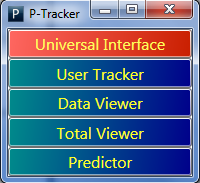 P P-Tracker
Universal Interface
User Tracker
Data Viewer
Total Viewer
Predictor